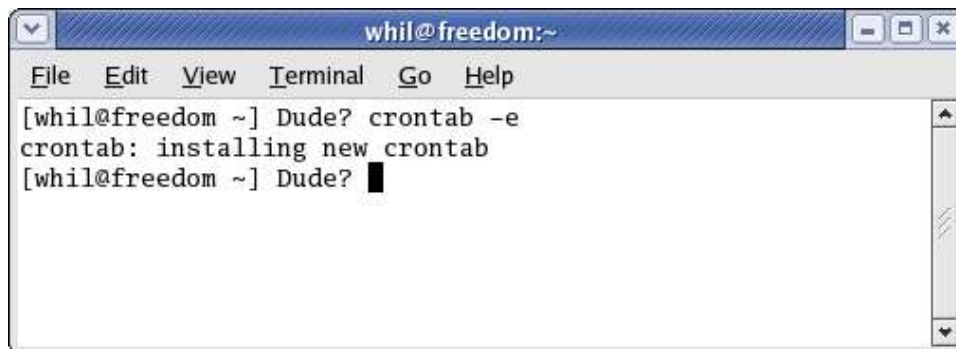 whil@freedom:~
File Edit View Terminal Go Help
[whil@freedom ~] Dude? crontab -e
crontab: installing new crontab
[whil@freedom ~] Dude?